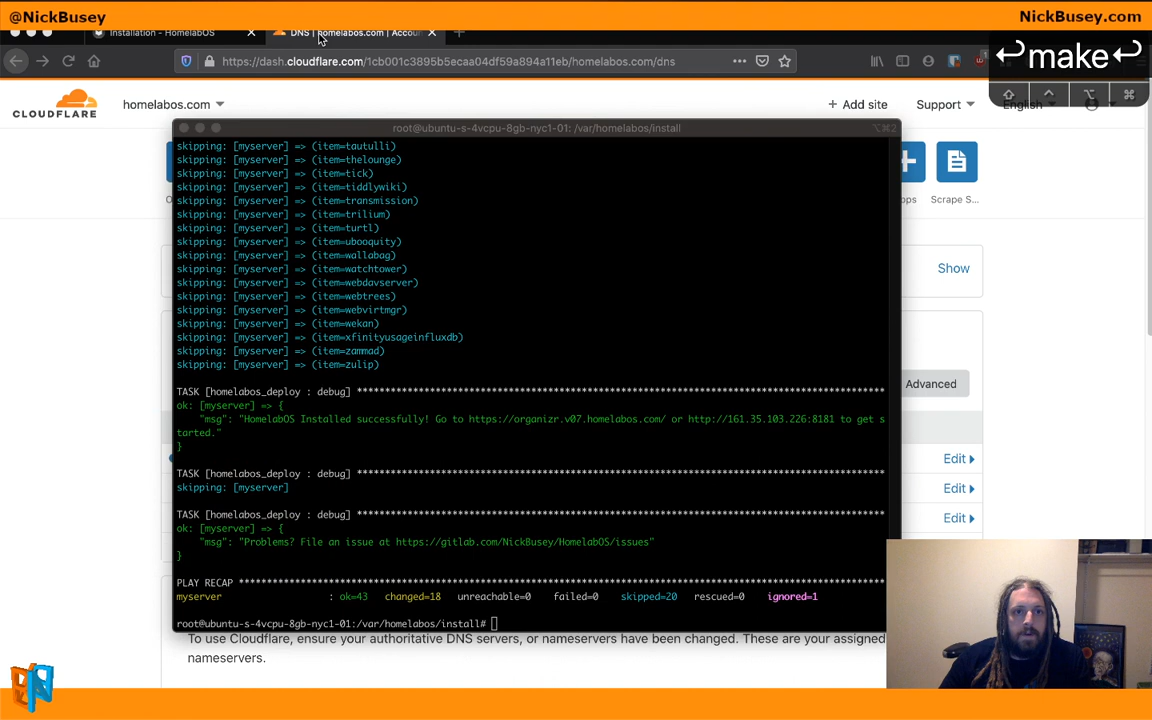 @NickBusey
NickBusey.com
Installation - HomelabOS
DNS | homelabos.com | Accoun
https://dash.cloudflare.com/1cb001c3895b5ecaa04df59a894a11eb/homelabos.com/dns
make
CLOUDFLARE
homelabos.com
+ Add site
Support
English
root@ubuntu-s-4vcpu-8gb-nyc1-01: /var/homelabos/install
⌥⌘2
skipping: [myserver] => (item=tautulli)
skipping: [myserver] => (item=thelounge)
skipping: [myserver] => (item=tick)
skipping: [myserver] => (item=tiddlywiki)
skipping: [myserver] => (item=transmission)
skipping: [myserver] => (item=trilium)
skipping: [myserver] => (item=turtl)
skipping: [myserver] => (item=ubooquity)
skipping: [myserver] => (item=wallabag)
skipping: [myserver] => (item=watchtower)
skipping: [myserver] => (item=webdavserver)
skipping: [myserver] => (item=webtrees)
skipping: [myserver] => (item=webvirtmgr)
skipping: [myserver] => (item=wekan)
skipping: [myserver] => (item=xfinityusageinfluxdb)
skipping: [myserver] => (item=zammad)
skipping: [myserver] => (item=zulip)
TASK [homelabos_deploy : debug] ****************************************************************************
ok: [myserver] => {
"msg": "HomelabOS Installed successfully! Go to https://organizr.v07.homelabos.com/ or http://161.35.103.226:8181 to get s
tarted."
}
TASK [homelabos_deploy : debug] ****************************************************************************
skipping: [myserver]
TASK [homelabos_deploy : debug] ****************************************************************************
ok: [myserver] => {
"msg": "Problems? File an issue at https://gitlab.com/NickBusey/HomelabOS/issues"
}
PLAY RECAP *********************************************************************************************
myserver : ok=43 changed=18 unreachable=0 failed=0 skipped=20 rescued=0 ignored=1
root@ubuntu-s-4vcpu-8gb-nyc1-01:/var/homelabos/install#
pps
Scrape S...
Show
Advanced
Edit
Edit
Edit
To use Cloudflare, ensure your authoritative DNS servers, or nameservers have been changed. These are your assigned
nameservers.